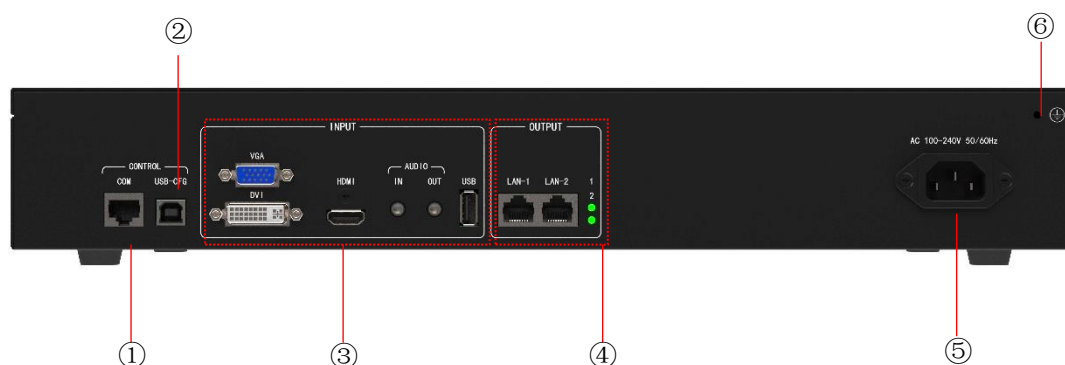 ②
⑥
INPUT
OUTPUT
AC 100-240V 50/60Hz
CONTROL
COM USB-CFG
VGA
DVI
HDMI
AUDIO
IN OUT
USB
LAN-1 LAN-2
1
2
①
③
④
⑤